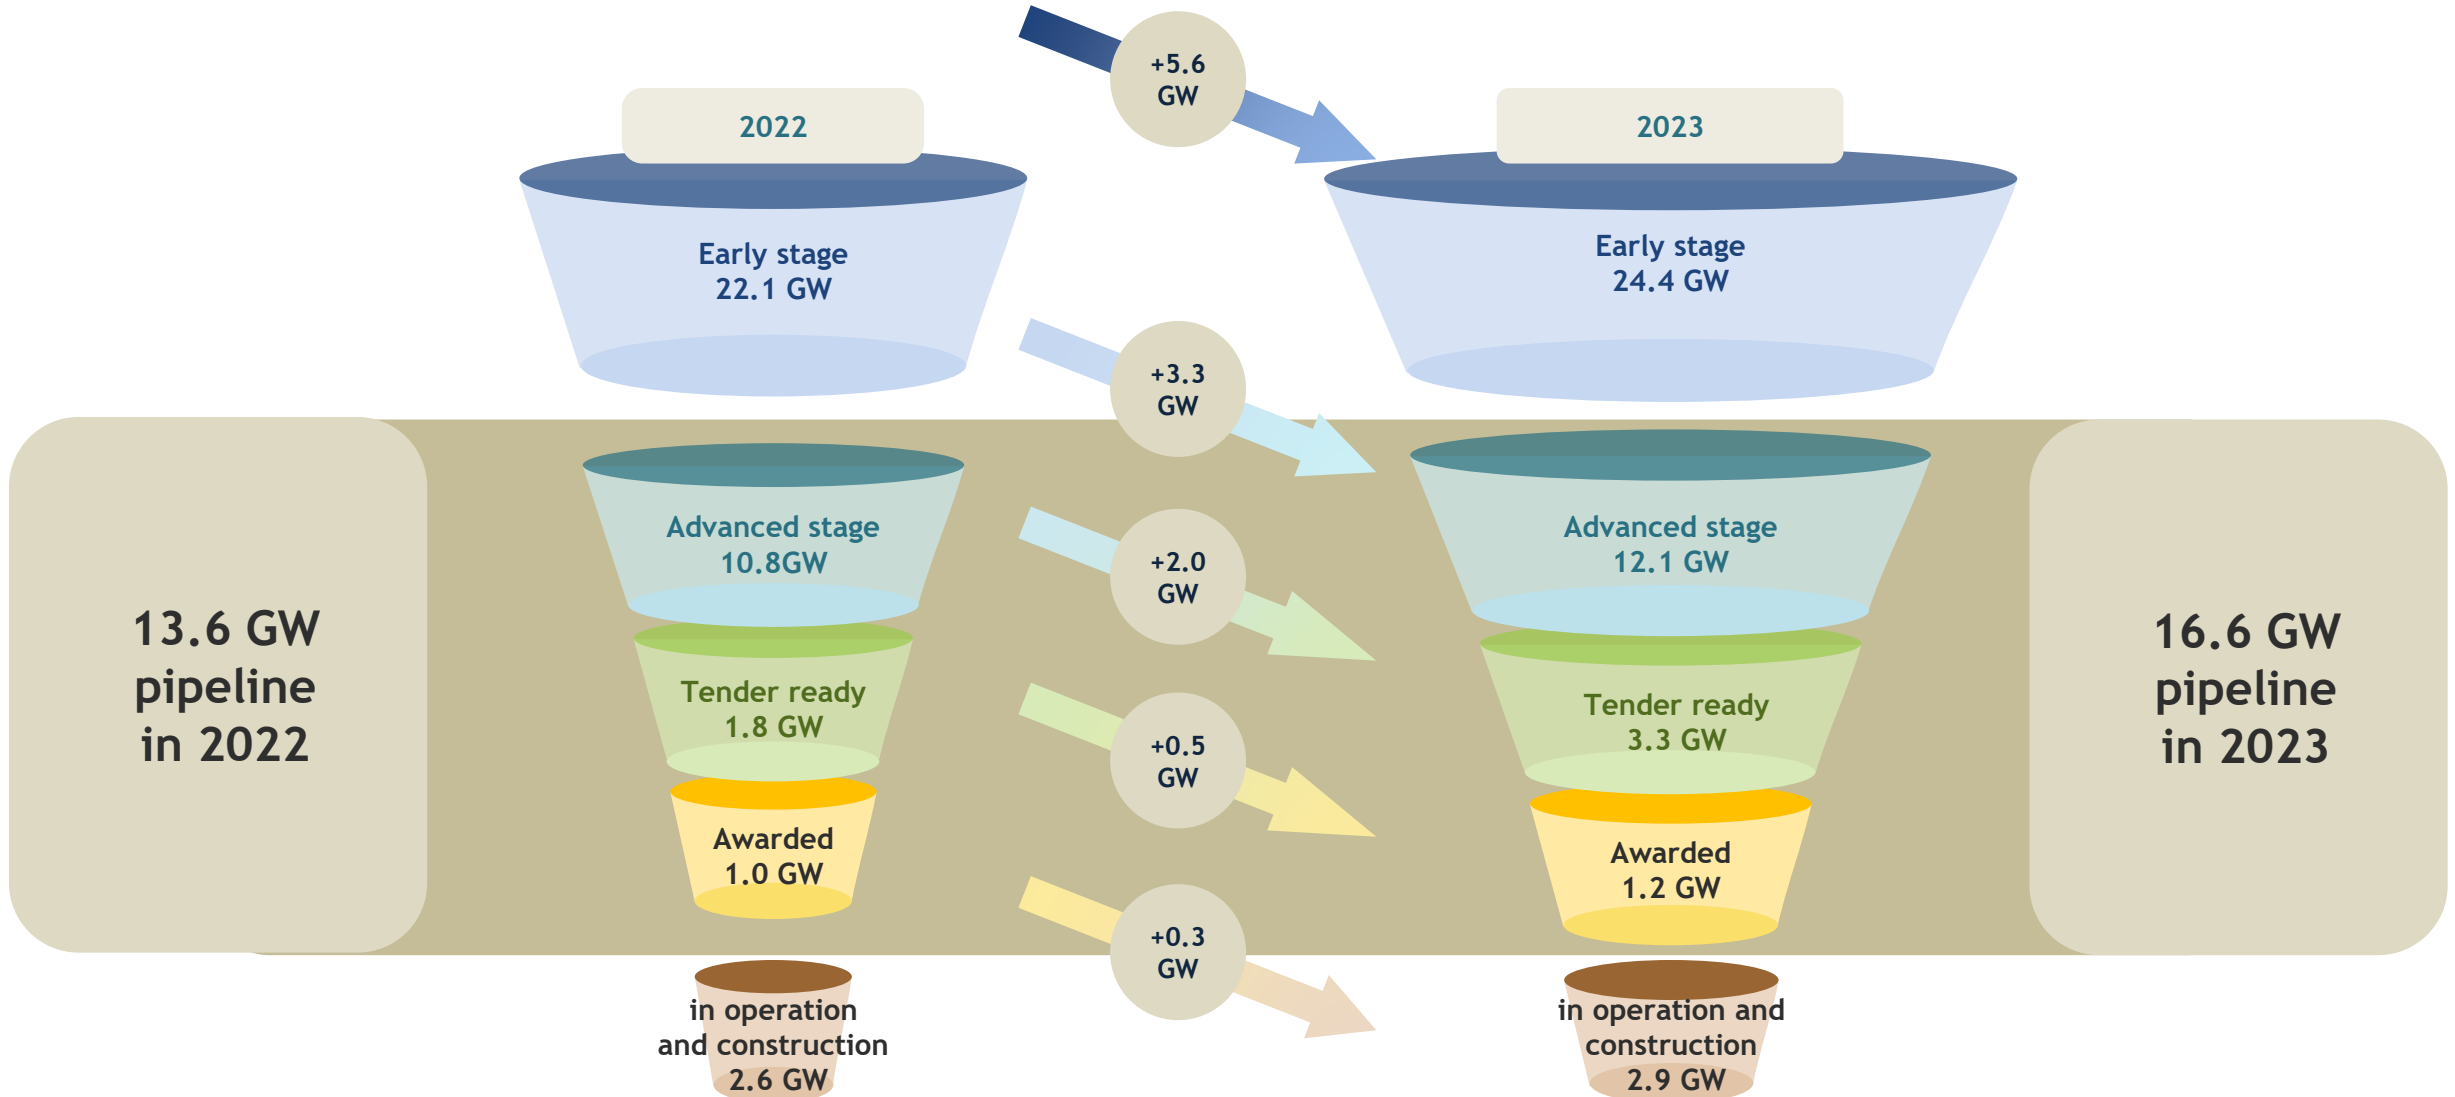 +5.6
GW
2022
2023
Early stage
22.1 GW
Early stage
24.4 GW
+3.3
GW
Advanced stage
10.8GW
Advanced stage
12.1 GW
+2.0
GW
13.6 GW
pipeline
in 2022
16.6 GW
pipeline
in 2023
Tender ready
1.8 GW
Tender ready
3.3 GW
+0.5
GW
Awarded
1.0 GW
Awarded
1.2 GW
+0.3
GW
in operation
and construction
2.6 GW
in operation and
construction
2.9 GW